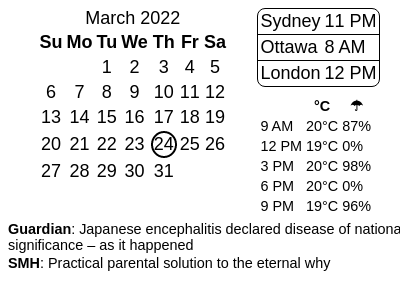 March 2022
Su Mo Tu We Th Fr Sa
1 2 3 4 5
6 7 8 9 10 11 12
13 14 15 16 17 18 19
20 21 22 23 24 25 26
27 28 29 30 31
Sydney 11 PM
Ottawa 8 AM
London 12 PM
°C ☂
9 AM 20°C 87%
12 PM 19°C 0%
3 PM 20°C 98%
6 PM 20°C 0%
9 PM 19°C 96%
Guardian: Japanese encephalitis declared disease of nationa
significance – as it happened
SMH: Practical parental solution to the eternal why